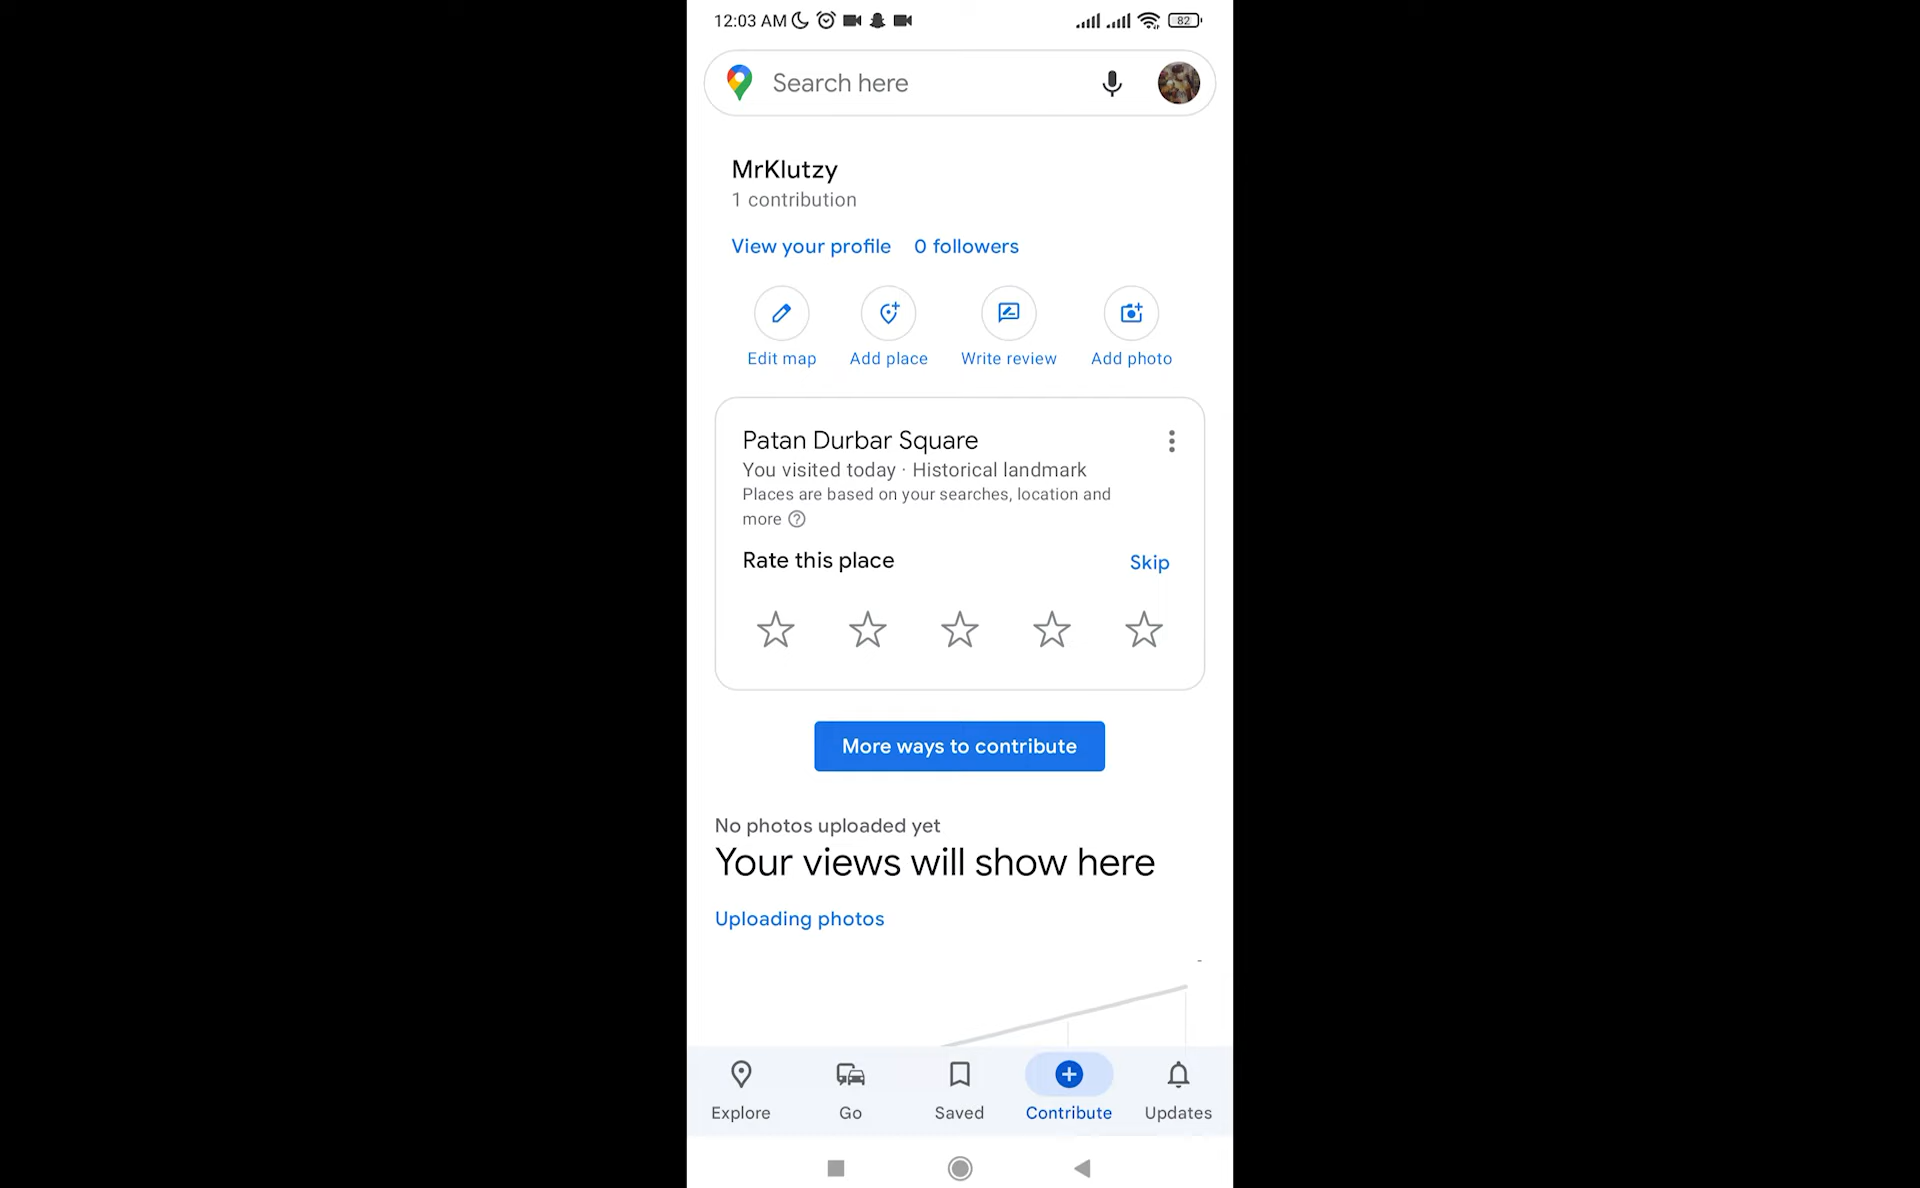 12:03 AM 82
Search here
MrKlutzy
1 contribution
View your profile 0 followers
Edit map Add place Write review Add photo
Patan Durbar Square
You visited today · Historical landmark
Places are based on your searches, location and
more
Rate this place Skip
More ways to contribute
No photos uploaded yet
Your views will show here
Uploading photos
-
Explore Go Saved Contribute Updates